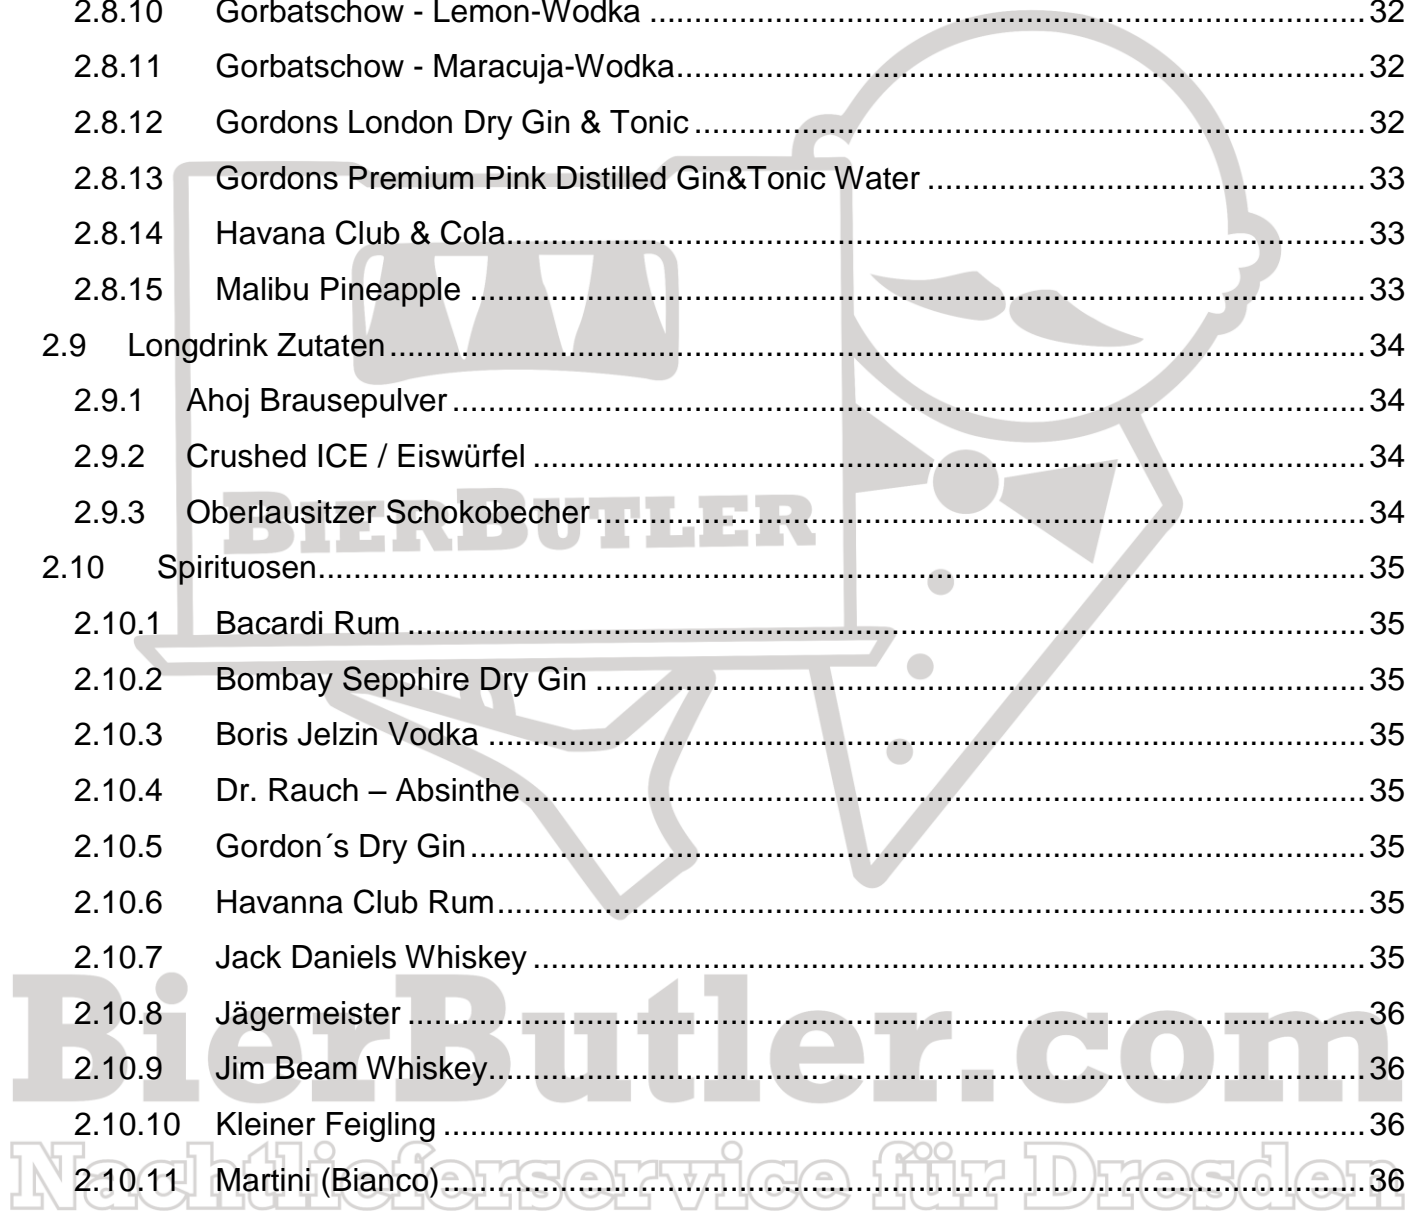 2.8.10 Gorbatschow - Lemon-Wodka ........ 32
2.8.11 Gorbatschow - Maracuja-Wodka ........ 32
2.8.12 Gordons London Dry Gin & Tonic ........ 32
2.8.13 Gordons Premium Pink Distilled Gin&Tonic Water ........ 33
2.8.14 Havana Club & Cola ........ 33
2.8.15 Malibu Pineapple ........ 33
2.9 Longdrink Zutaten ........ 34
2.9.1 Ahoj Brausepulver ........ 34
2.9.2 Crushed ICE / Eiswürfel ........ 34
2.9.3 Oberlausitzer Schokobecher ........ 34
BIERBUTLER
2.10 Spirituosen ........ 35
2.10.1 Bacardi Rum ........ 35
2.10.2 Bombay Sepphire Dry Gin ........ 35
2.10.3 Boris Jelzin Vodka ........ 35
2.10.4 Dr. Rauch – Absinthe ........ 35
2.10.5 Gordon´s Dry Gin ........ 35
2.10.6 Havanna Club Rum ........ 35
2.10.7 Jack Daniels Whiskey ........ 35
2.10.8 Jägermeister ........ 36
BierButler.com
2.10.9 Jim Beam Whiskey ........ 36
2.10.10 Kleiner Feigling ........ 36
2.10.11 Martini (Bianco) ........ 36
Nachtlieferservice für Dresden